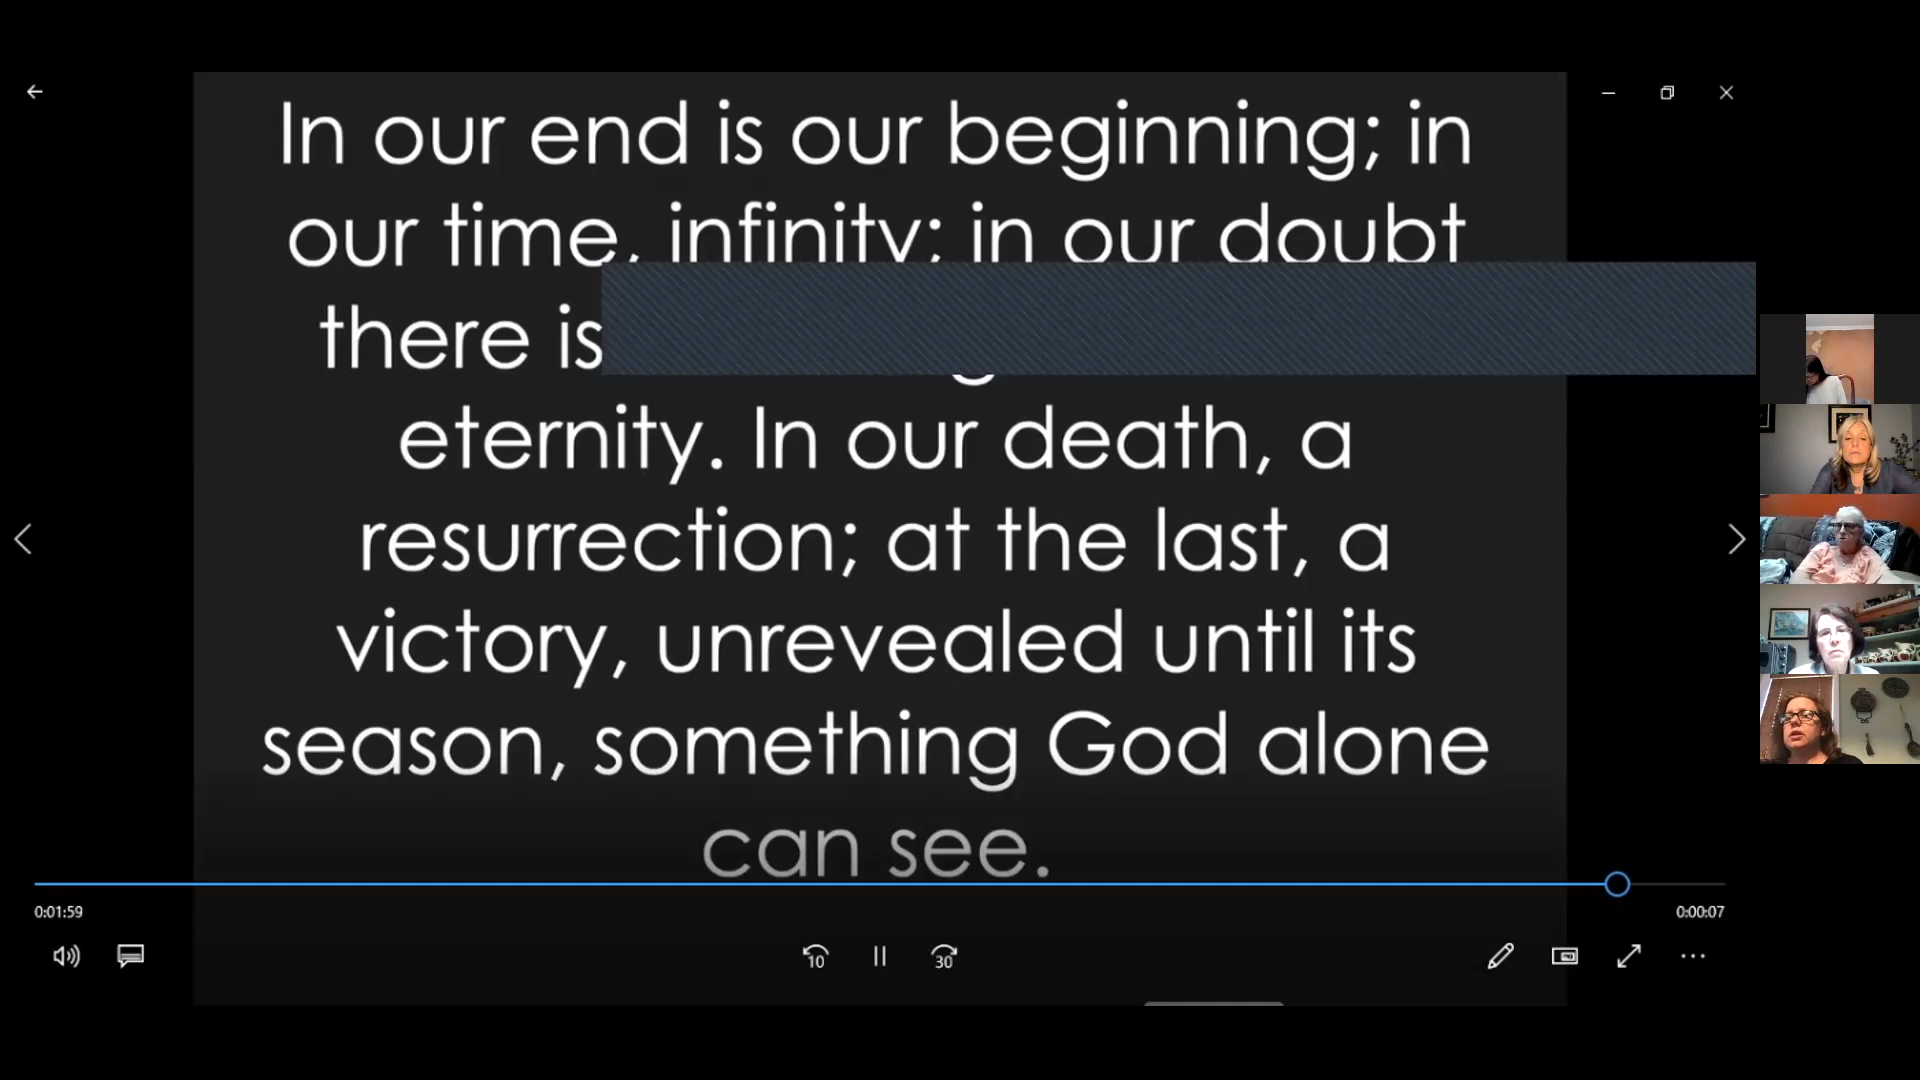 In our end is our beginning; in
our time, infinity; in our doubt
there is
eternity. In our death, a
resurrection; at the last, a
victory, unrevealed until its
season, something God alone
can see.
0:01:59
0:00:07
10
30